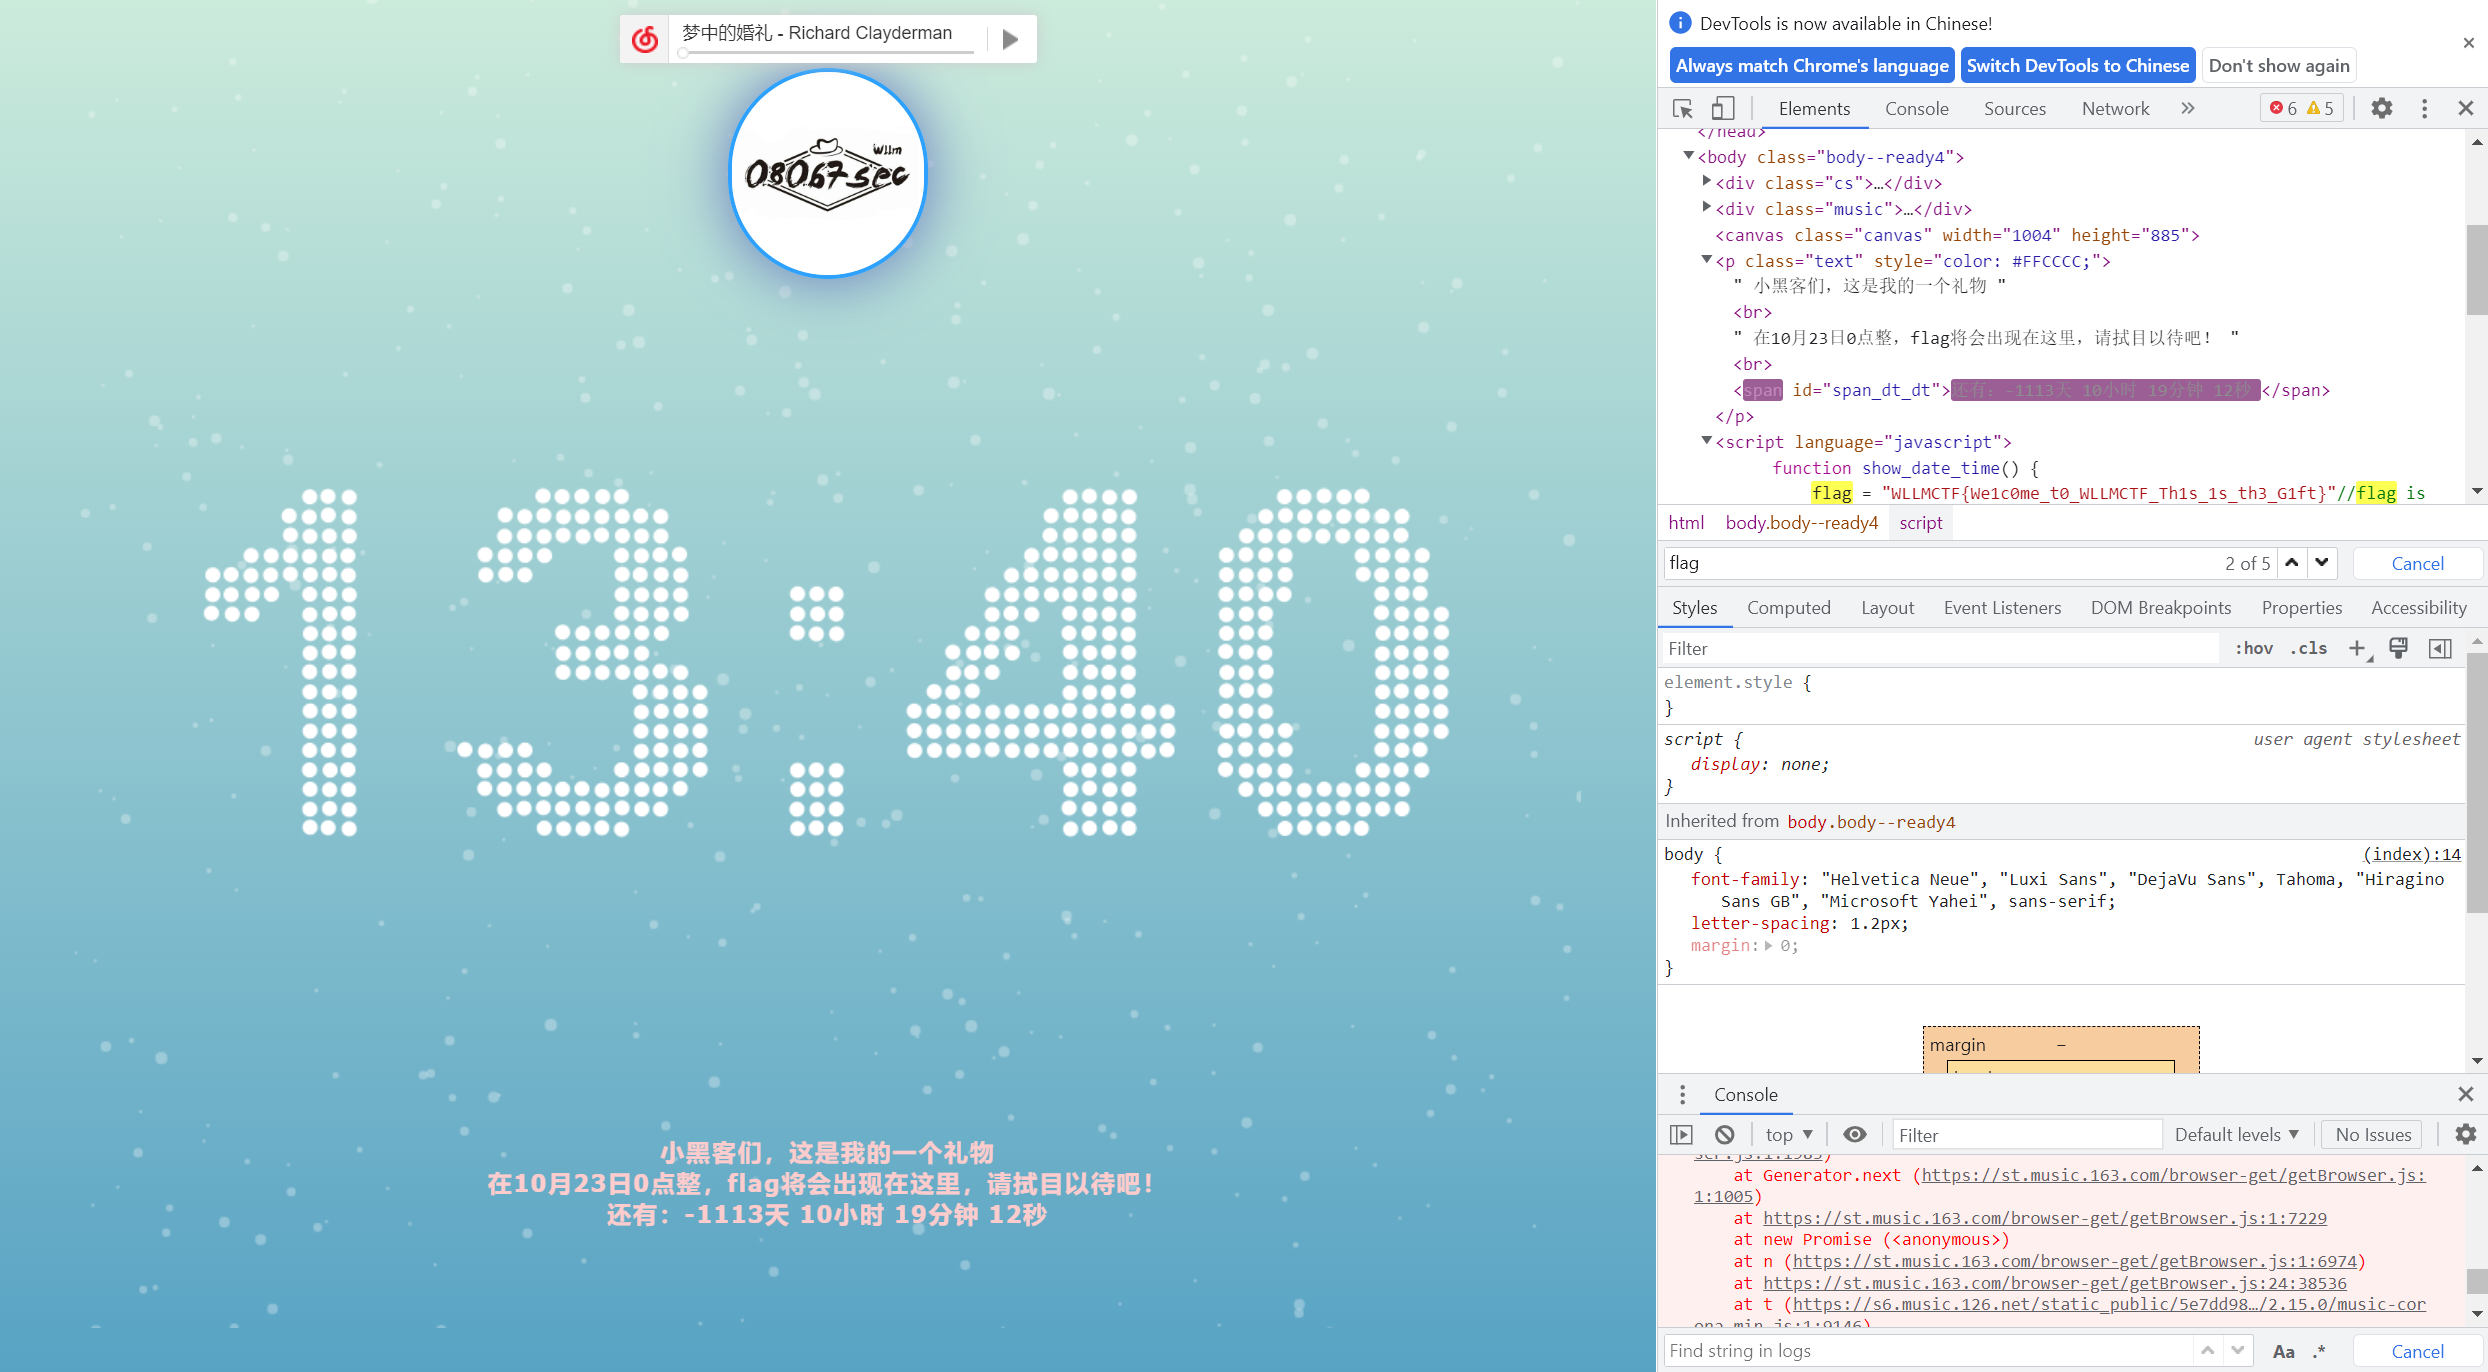 梦中的婚礼 - Richard Clayderman
Wllm
08067sec
13:40
小黑客们，这是我的一个礼物
在10月23日0点整，flag将会出现在这里，请拭目以待吧！
还有：-1113天 10小时 19分钟 12秒
DevTools is now available in Chinese!
Always match Chrome's language
Switch DevTools to Chinese
Don't show again
Elements Console Sources Network 6 5
</head>
<body class="body--ready4">
<div class="cs">…</div>
<div class="music">…</div>
<canvas class="canvas" width="1004" height="885">
<p class="text" style="color: #FFCCCC;">
" 小黑客们，这是我的一个礼物 "
<br>
" 在10月23日0点整，flag将会出现在这里，请拭目以待吧！ "
<br>
<span id="span_dt_dt">还有：-1113天 10小时 19分钟 12秒 </span>
</p>
<script language="javascript">
function show_date_time() {
flag = "WLLMCTF{We1c0me_t0_WLLMCTF_Th1s_1s_th3_G1ft}"//flag is
html body.body--ready4 script
flag 2 of 5 Cancel
Styles Computed Layout Event Listeners DOM Breakpoints Properties Accessibility
Filter :hov .cls
element.style {
}
script { user agent stylesheet
display: none;
}
Inherited from body.body--ready4
body { (index):14
font-family: "Helvetica Neue", "Luxi Sans", "DejaVu Sans", Tahoma, "Hiragino
Sans GB", "Microsoft Yahei", sans-serif;
letter-spacing: 1.2px;
margin: 0;
}
margin –
Console
top Filter Default levels No Issues
ser.js:1:1985)
at Generator.next (https://st.music.163.com/browser-get/getBrowser.js:
1:1005)
at https://st.music.163.com/browser-get/getBrowser.js:1:7229
at new Promise (<anonymous>)
at n (https://st.music.163.com/browser-get/getBrowser.js:1:6974)
at https://st.music.163.com/browser-get/getBrowser.js:24:38536
at t (https://s6.music.126.net/static_public/5e7dd98…/2.15.0/music-cor
ona.min.js:1:9146)
Find string in logs Aa .* Cancel